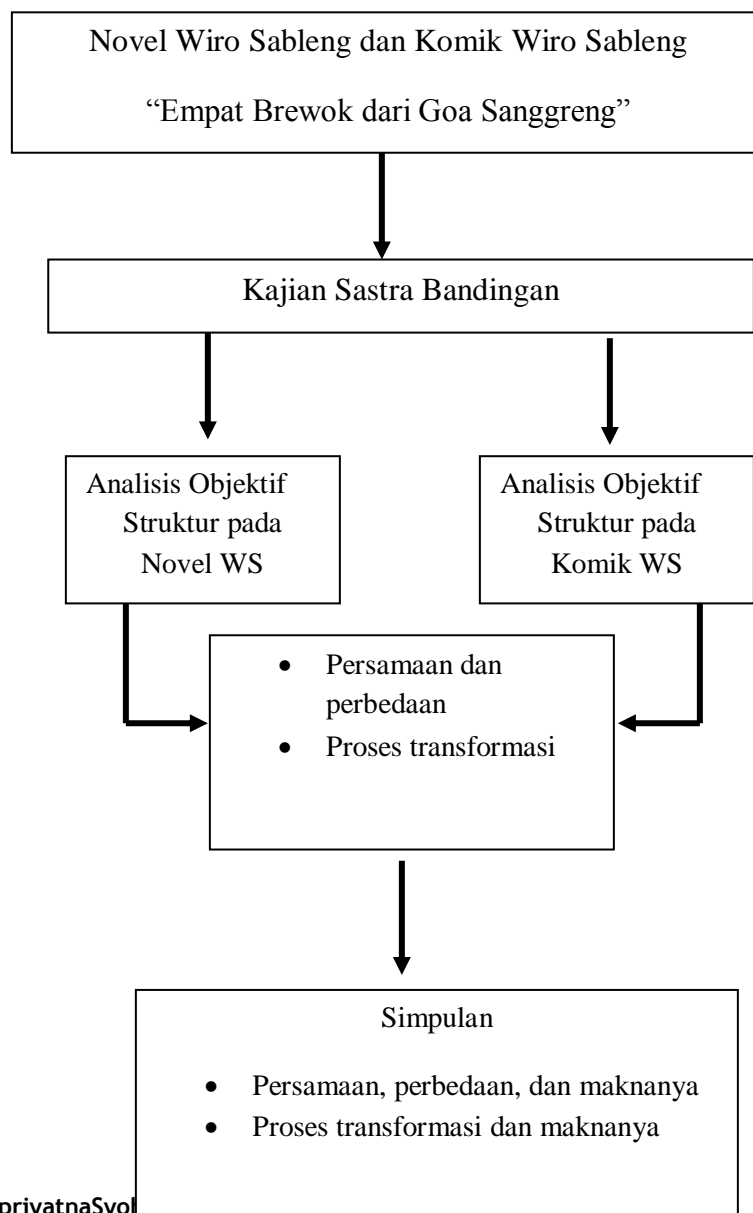 Novel Wiro Sableng dan Komik Wiro Sableng
“Empat Brewok dari Goa Sanggreng”
Kajian Sastra Bandingan
Analisis Objektif
Struktur pada
Novel WS
Analisis Objektif
Struktur pada
Komik WS
• Persamaan dan
perbedaan
• Proses transformasi
Simpulan
• Persamaan, perbedaan, dan maknanya
• Proses transformasi dan maknanya